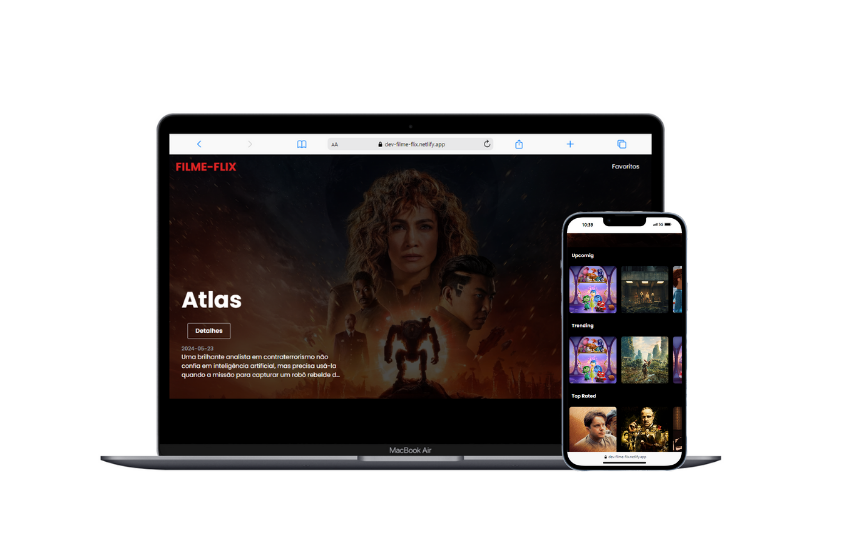 AA
dev-filme-flix.netlify.app
FILME-FLIX
Favoritos
Atlas
Detalhes
2024-05-23
Uma brilhante analista em contraterrorismo não
confia em inteligência artificial, mas precisa usá-la
quando a missão para capturar um robô rebelde d...
MacBook Air
10:38
5G
Upcomig
Trending
Top Rated
dev-filme-flix.netlify.app